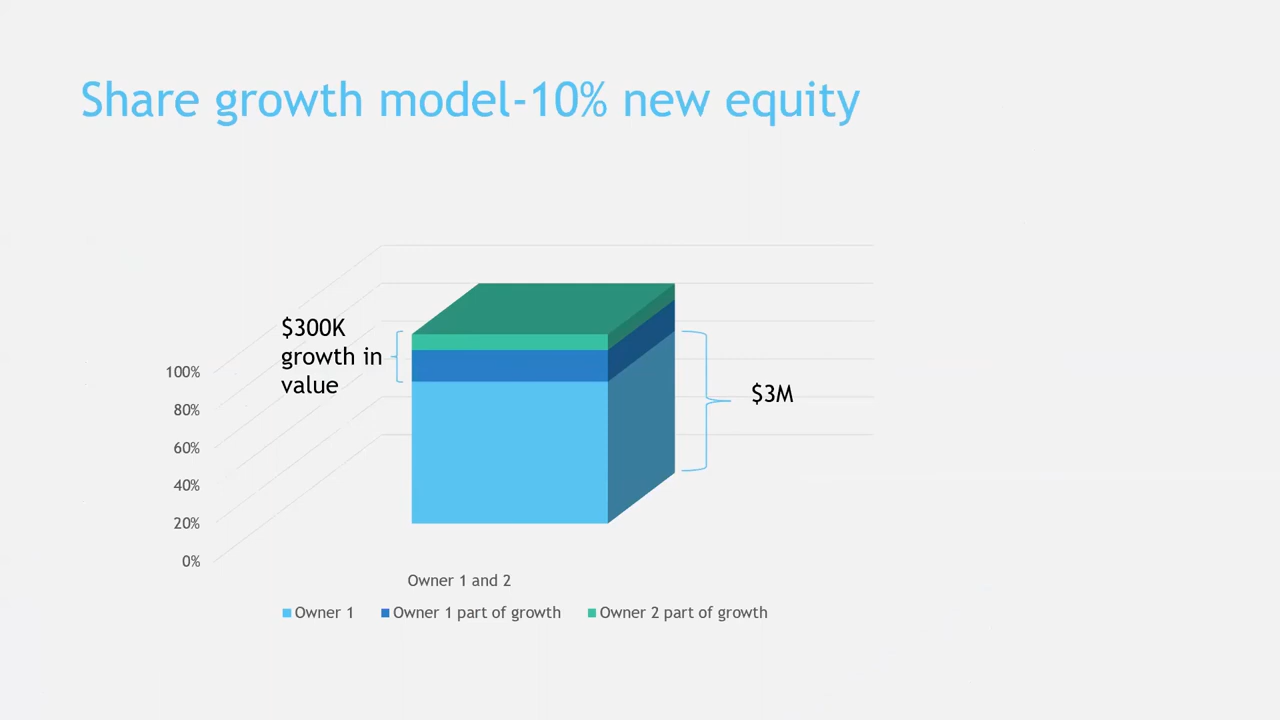 Share growth model-10% new equity
$300K
growth in
value
$3M
100%
80%
60%
40%
20%
0%
Owner 1 and 2
Owner 1 Owner 1 part of growth Owner 2 part of growth